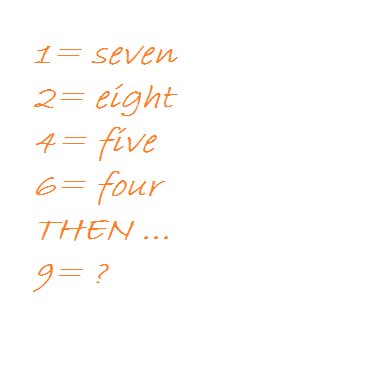 1= seven
2= eight
4= five
6= four
THEN ...
9= ?